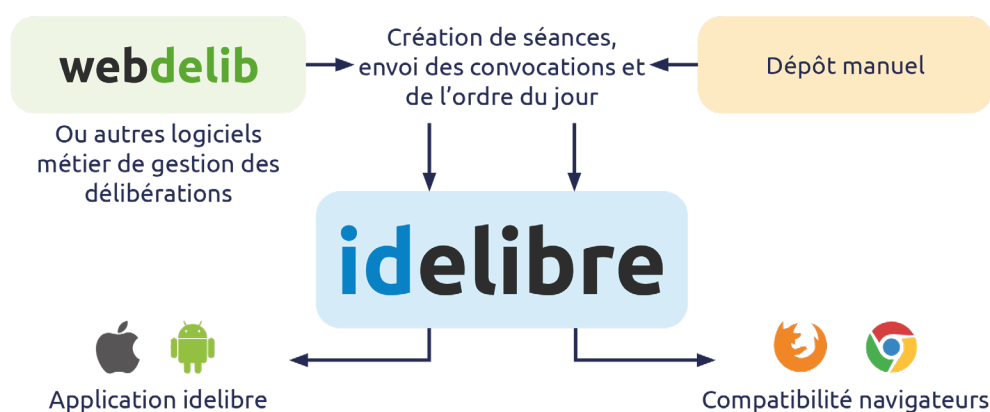 webdelib
Ou autres logiciels
métier de gestion des
délibérations
Création de séances,
envoi des convocations et
de l'ordre du jour
Dépôt manuel
idelibre
Application idelibre
Compatibilité navigateurs